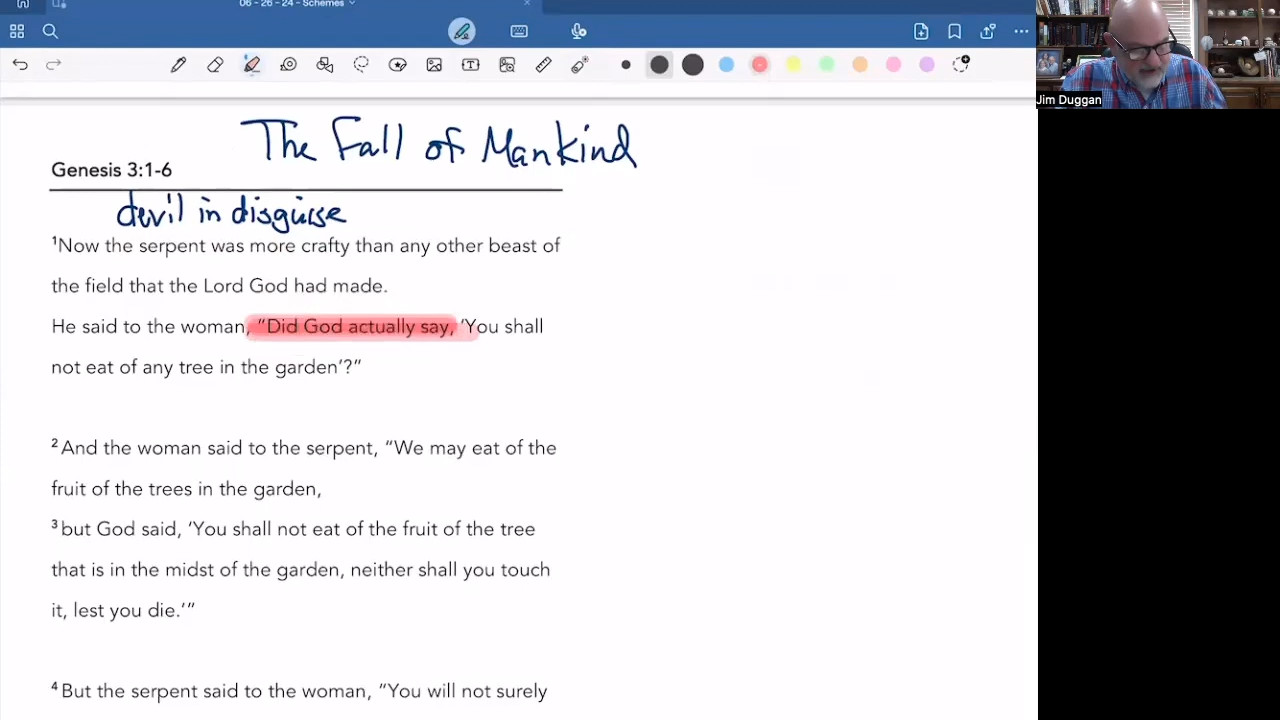 06 - 26 - 24 - Schemes
Jim Duggan
The Fall of Mankind
Genesis 3:1-6
devil in disguise
¹Now the serpent was more crafty than any other beast of
the field that the Lord God had made.
He said to the woman, “Did God actually say, ‘You shall
not eat of any tree in the garden’?”
²And the woman said to the serpent, “We may eat of the
fruit of the trees in the garden,
³but God said, ‘You shall not eat of the fruit of the tree
that is in the midst of the garden, neither shall you touch
it, lest you die.’”
⁴But the serpent said to the woman, “You will not surely